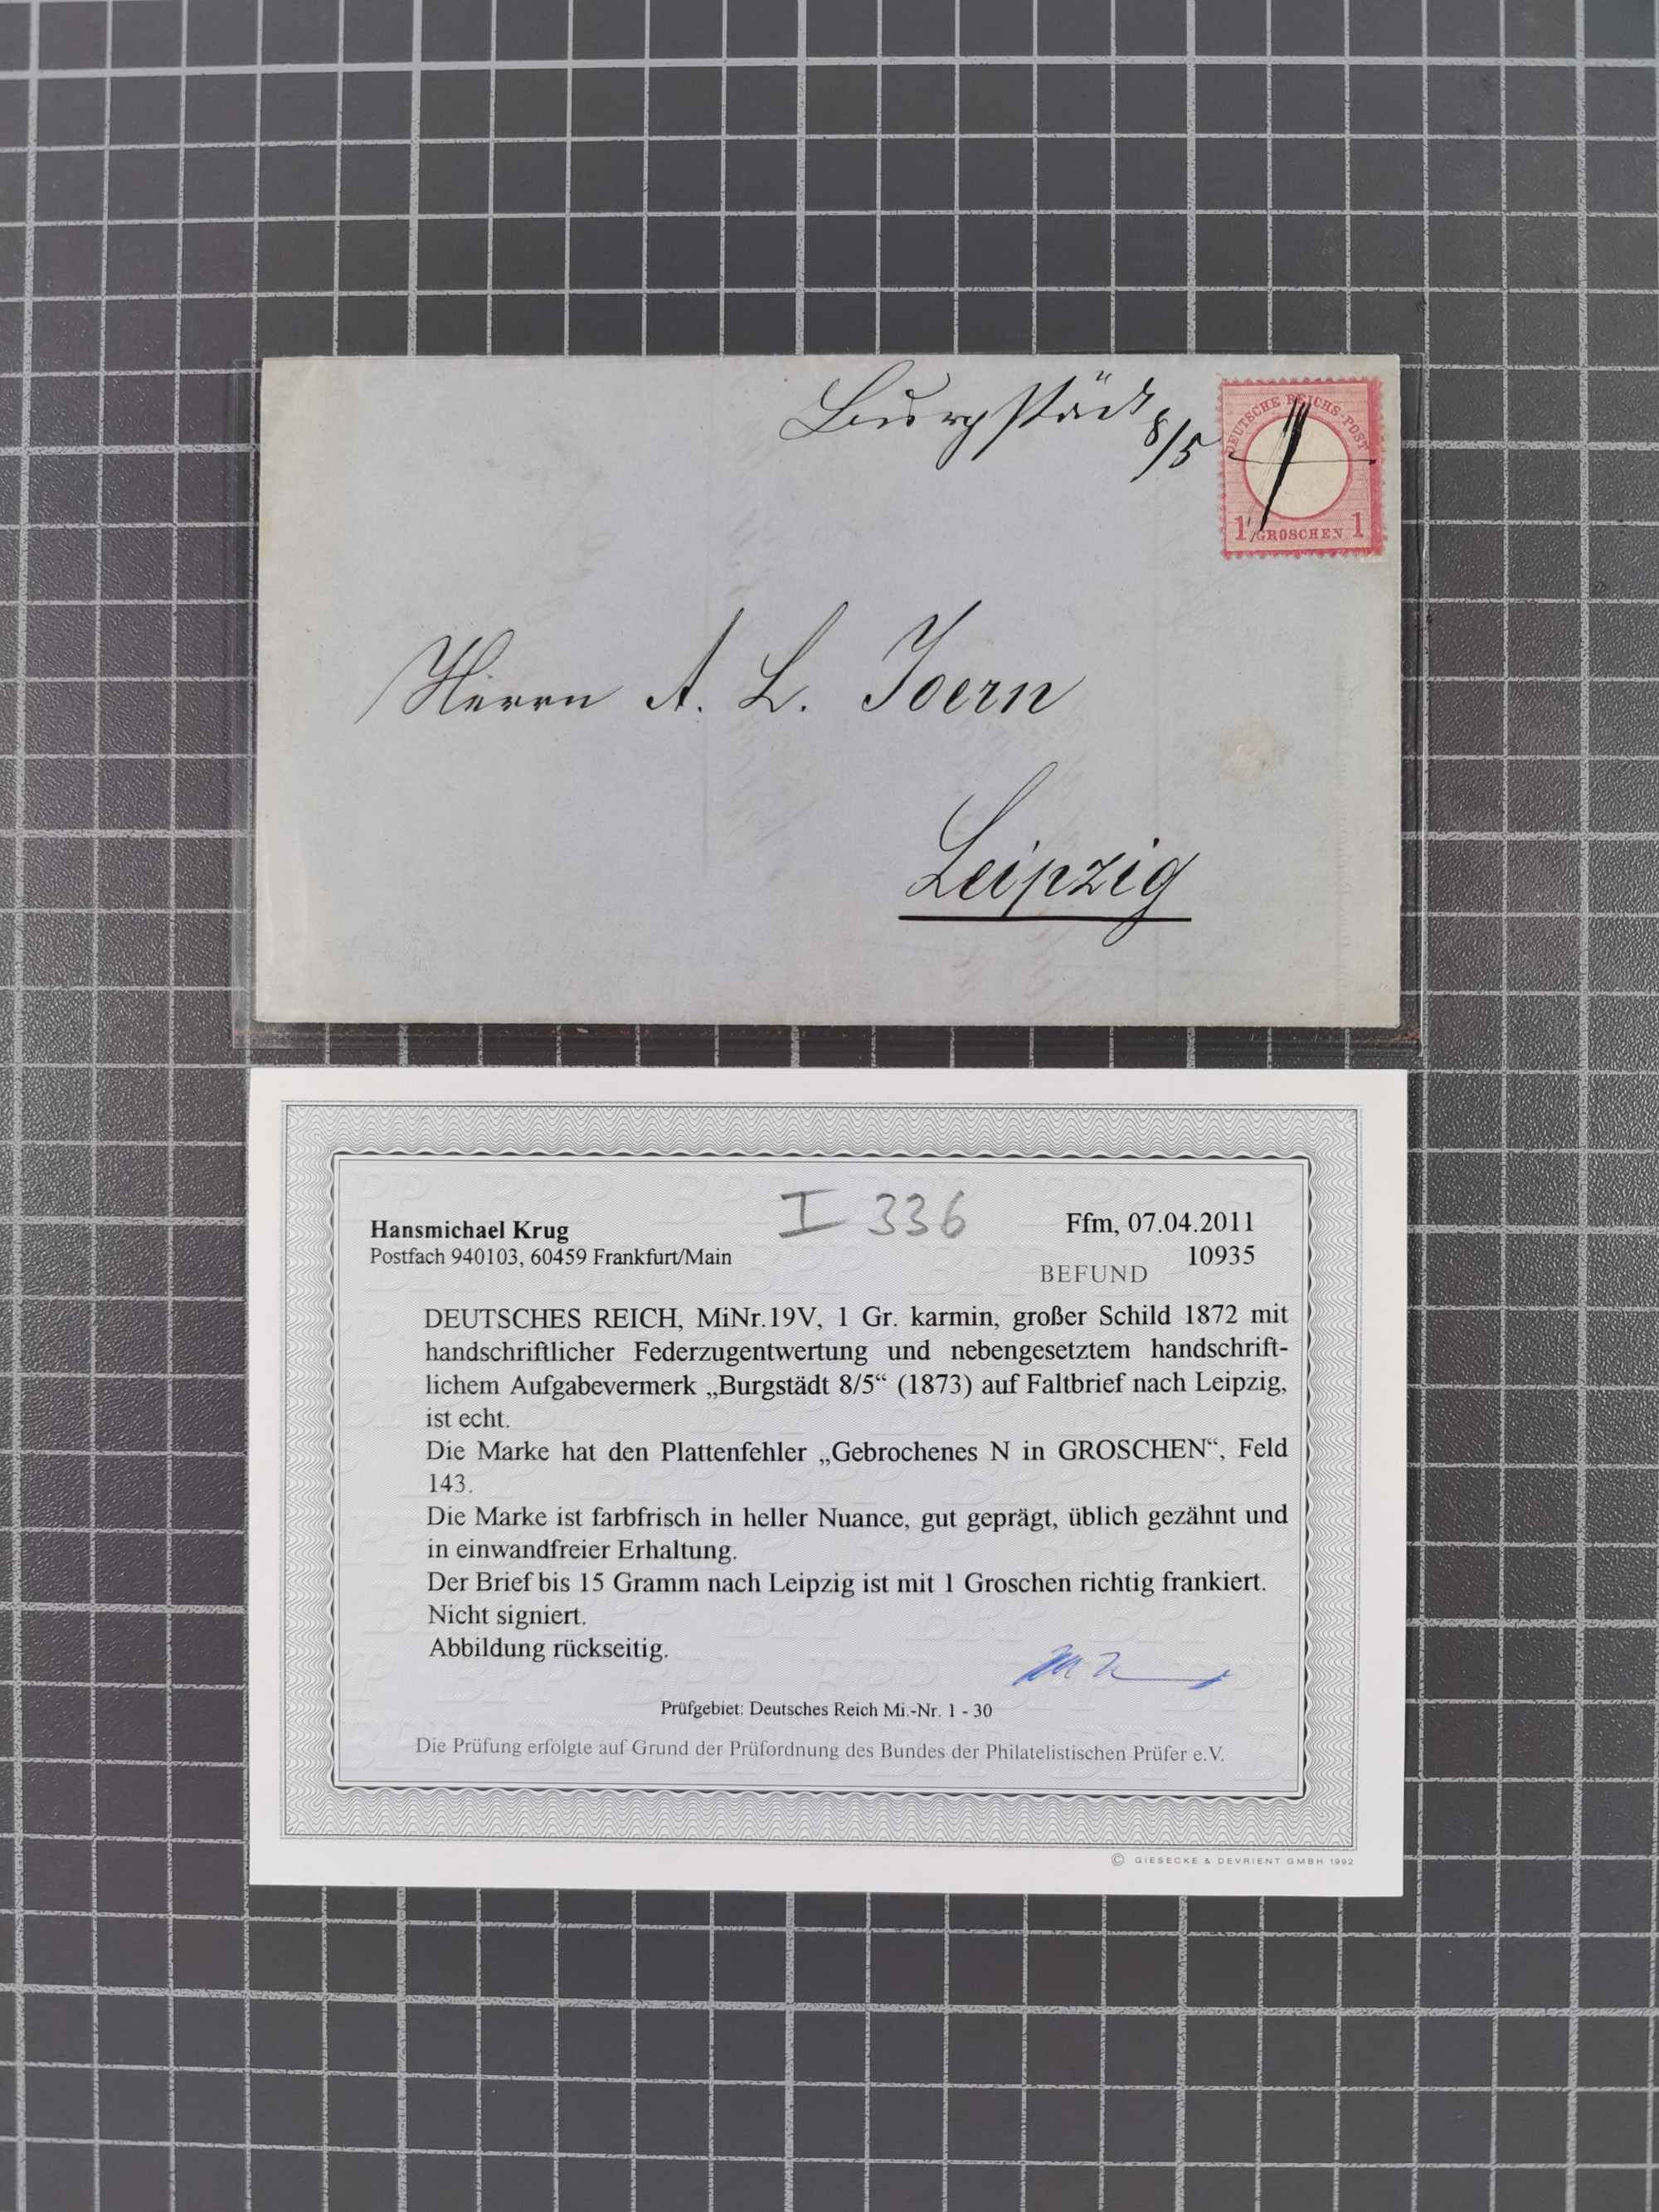 Burgstädt 8/5
DEUTSCHE REICHS-POST
1 GROSCHEN 1
Herrn A. L. Joern
Leipzig
I 336
Hansmichael Krug
Ffm, 07.04.2011
Postfach 940103, 60459 Frankfurt/Main
10935
BEFUND
DEUTSCHES REICH, MiNr.19V, 1 Gr. karmin, großer Schild 1872 mit
handschriftlicher Federzugentwertung und nebengesetztem handschrift-
lichem Aufgabevermerk „Burgstädt 8/5“ (1873) auf Faltbrief nach Leipzig,
ist echt.
Die Marke hat den Plattenfehler „Gebrochenes N in GROSCHEN“, Feld
143.
Die Marke ist farbfrisch in heller Nuance, gut geprägt, üblich gezähnt und
in einwandfreier Erhaltung.
Der Brief bis 15 Gramm nach Leipzig ist mit 1 Groschen richtig frankiert.
Nicht signiert.
Abbildung rückseitig.
Prüfgebiet: Deutsches Reich Mi.-Nr. 1 - 30
Die Prüfung erfolgte auf Grund der Prüfordnung des Bundes der Philatelistischen Prüfer e.V.
© GIESECKE & DEVRIENT GMBH 1992